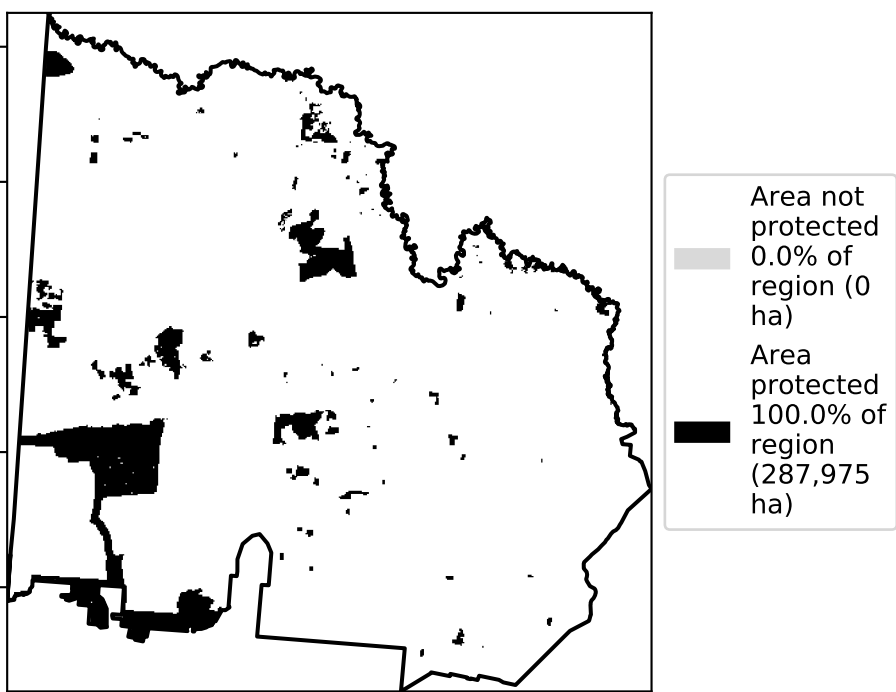 Area not
protected
0.0% of
region (0
ha)
Area
protected
100.0% of
region
(287,975
ha)